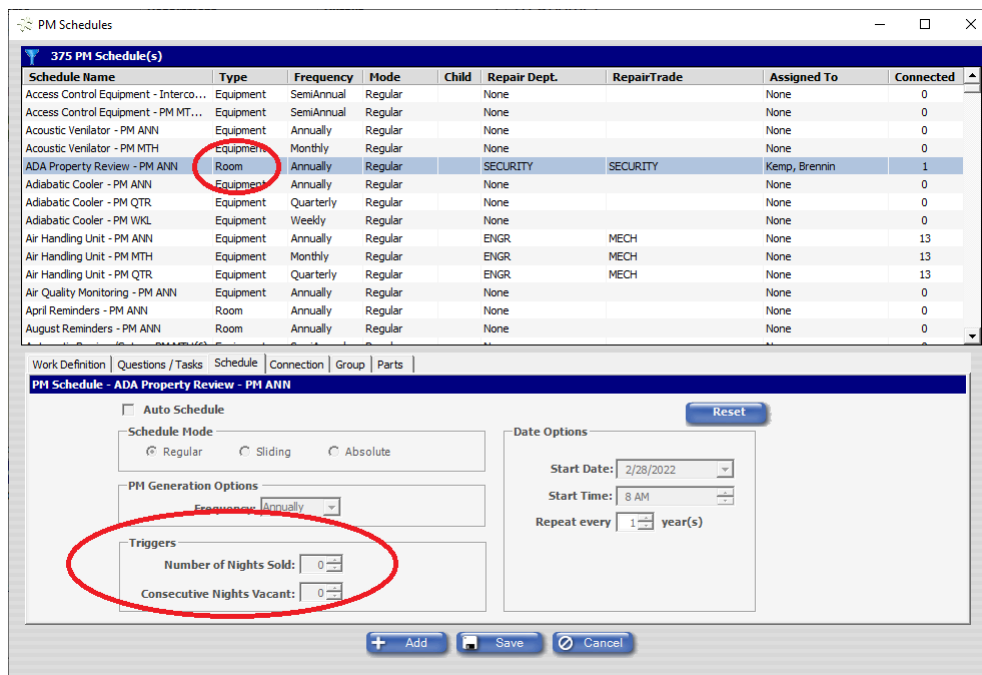 PM Schedules
375 PM Schedule(s)
Schedule Name Type Frequency Mode Child Repair Dept. RepairTrade Assigned To Connected
Access Control Equipment - Interco... Equipment SemiAnnual Regular None None 0
Access Control Equipment - PM MT... Equipment SemiAnnual Regular None None 0
Acoustic Venilator - PM ANN Equipment Annually Regular None None 0
Acoustic Venilator - PM MTH Equipment Monthly Regular None None 0
ADA Property Review - PM ANN Room Annually Regular SECURITY SECURITY Kemp, Brennin 1
Adiabatic Cooler - PM ANN Equipment Annually Regular None None 0
Adiabatic Cooler - PM QTR Equipment Quarterly Regular None None 0
Adiabatic Cooler - PM WKL Equipment Weekly Regular None None 0
Air Handling Unit - PM ANN Equipment Annually Regular ENGR MECH None 13
Air Handling Unit - PM MTH Equipment Monthly Regular ENGR MECH None 13
Air Handling Unit - PM QTR Equipment Quarterly Regular ENGR MECH None 13
Air Quality Monitoring - PM ANN Equipment Annually Regular None None 0
April Reminders - PM ANN Room Annually Regular None None 0
August Reminders - PM ANN Room Annually Regular None None 0
Work Definition Questions / Tasks Schedule Connection Group Parts
PM Schedule - ADA Property Review - PM ANN
Auto Schedule
Reset
Schedule Mode
Regular Sliding Absolute
PM Generation Options
Frequency: Annually
Triggers
Number of Nights Sold: 0
Consecutive Nights Vacant: 0
Date Options
Start Date: 2/28/2022
Start Time: 8 AM
Repeat every 1 year(s)
Add Save Cancel